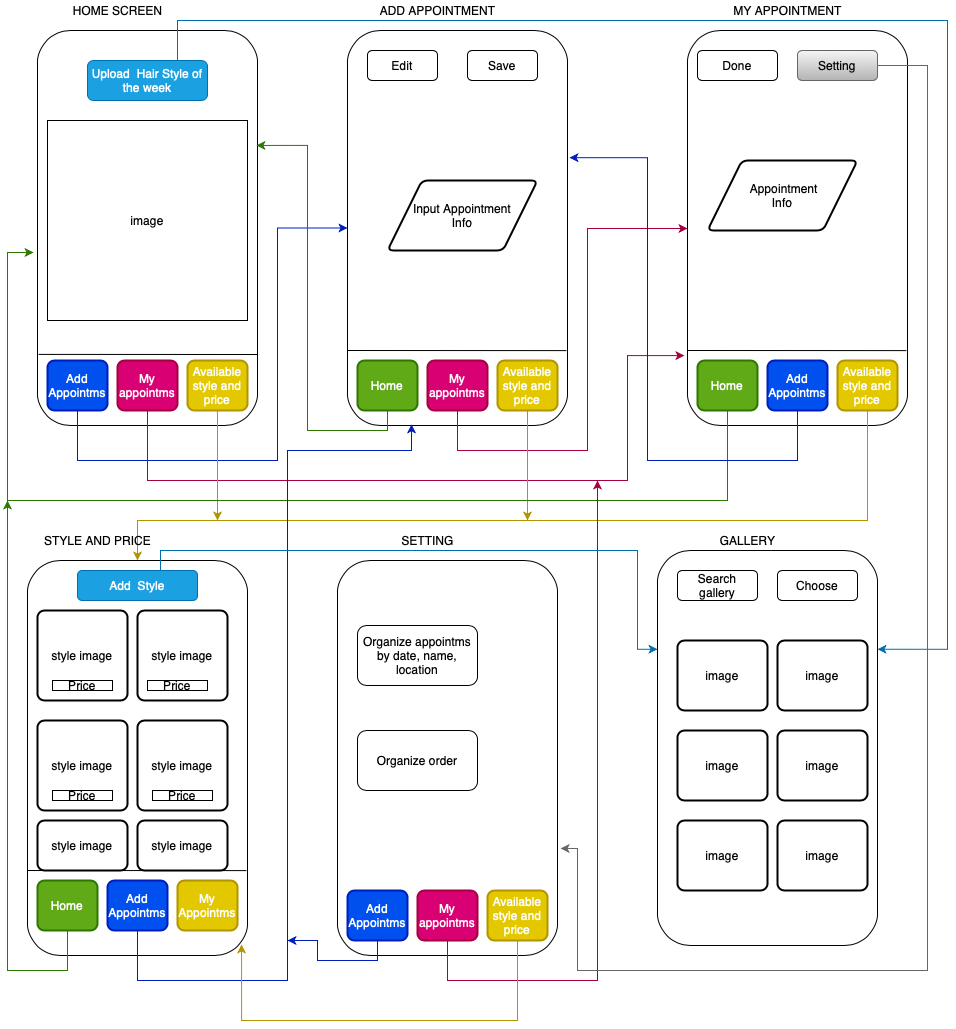 HOME SCREEN
Upload Hair Style of
the week
image
Add
Appointms
My
appointms
Available
style and
price
ADD APPOINTMENT
Edit
Save
Input Appointment
Info
Home
My
appointms
Available
style and
price
MY APPOINTMENT
Done
Setting
Appointment
Info
Home
Add
Appointms
Available
style and
price
STYLE AND PRICE
Add Style
style image
Price
style image
Price
style image
Price
style image
Price
style image
style image
Home
Add
Appointms
My
Appointms
SETTING
Organize appointms
by date, name,
location
Organize order
Add
Appointms
My
appointms
Available
style and
price
GALLERY
Search
gallery
Choose
image
image
image
image
image
image